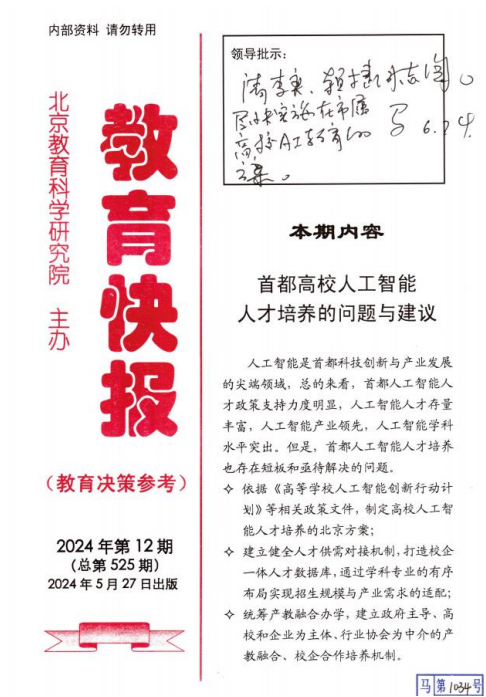 内部资料 请勿转用
北京教育科学研究院 主办
教育快报
(教育决策参考)
2024年第12期
(总第525期)
2024年5月27日出版
领导批示:
本期内容
首都高校人工智能
人才培养的问题与建议
人工智能是首都科技创新与产业发展
的尖端领域，总的来看，首都人工智能人
才政策支持力度明显，人工智能人才存量
丰富，人工智能产业领先，人工智能学科
水平突出。但是，首都人工智能人才培养
也存在短板和亟待解决的问题。
✧ 依据《高等学校人工智能创新行动计
划》等相关政策文件，制定高校人工智
能人才培养的北京方案；
✧ 建立健全人才供需对接机制，打造校企
一体人才数据库，通过学科专业的有序
布局实现招生规模与产业需求的适配；
✧ 统筹产教融合办学，建立政府主导、高
校和企业为主体、行业协会为中介的产
教融合、校企合作培养机制。
马 第1034号